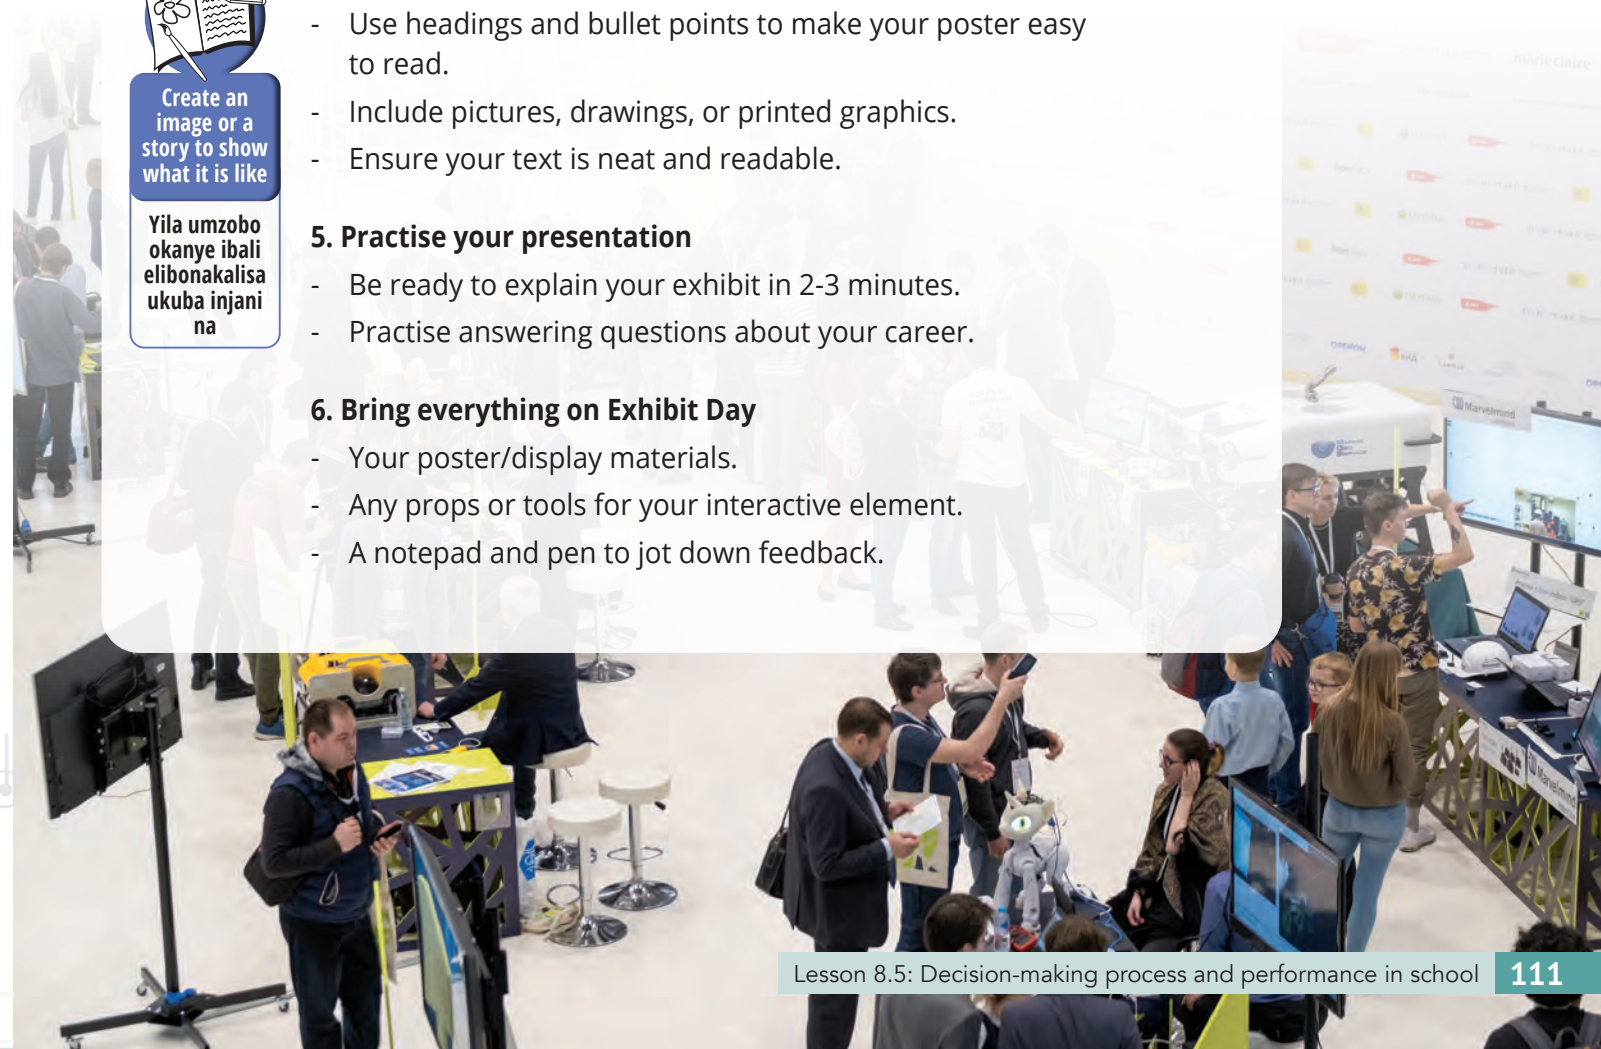 - Use headings and bullet points to make your poster easy
to read.
- Include pictures, drawings, or printed graphics.
- Ensure your text is neat and readable.
Create an
image or a
story to show
what it is like
Yila umzobo
okanye ibali
elibonakalisa
ukuba injani
na
5. Practise your presentation
- Be ready to explain your exhibit in 2-3 minutes.
- Practise answering questions about your career.
6. Bring everything on Exhibit Day
- Your poster/display materials.
- Any props or tools for your interactive element.
- A notepad and pen to jot down feedback.
marieclaire
Marvelmind
Marvelmind
Lesson 8.5: Decision-making process and performance in school 111